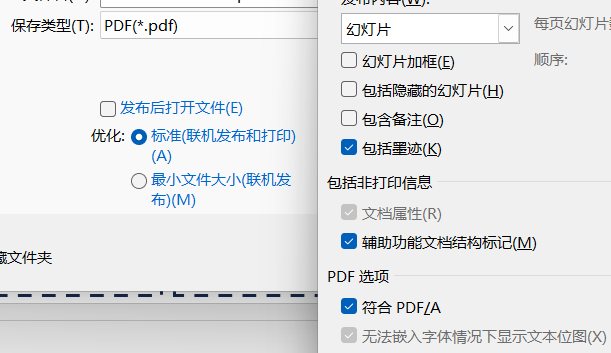 保存类型(T): PDF(*.pdf)
发布后打开文件(E)
优化: 标准(联机发布和打印)
(A)
最小文件大小(联机发
布)(M)
藏文件夹
发布内容(W):
幻灯片
每页幻灯片
幻灯片加框(E)
顺序:
包括隐藏的幻灯片(H)
包含备注(O)
包括墨迹(K)
包括非打印信息
文档属性(R)
辅助功能文档结构标记(M)
PDF 选项
符合 PDF/A
无法嵌入字体情况下显示文本位图(X)